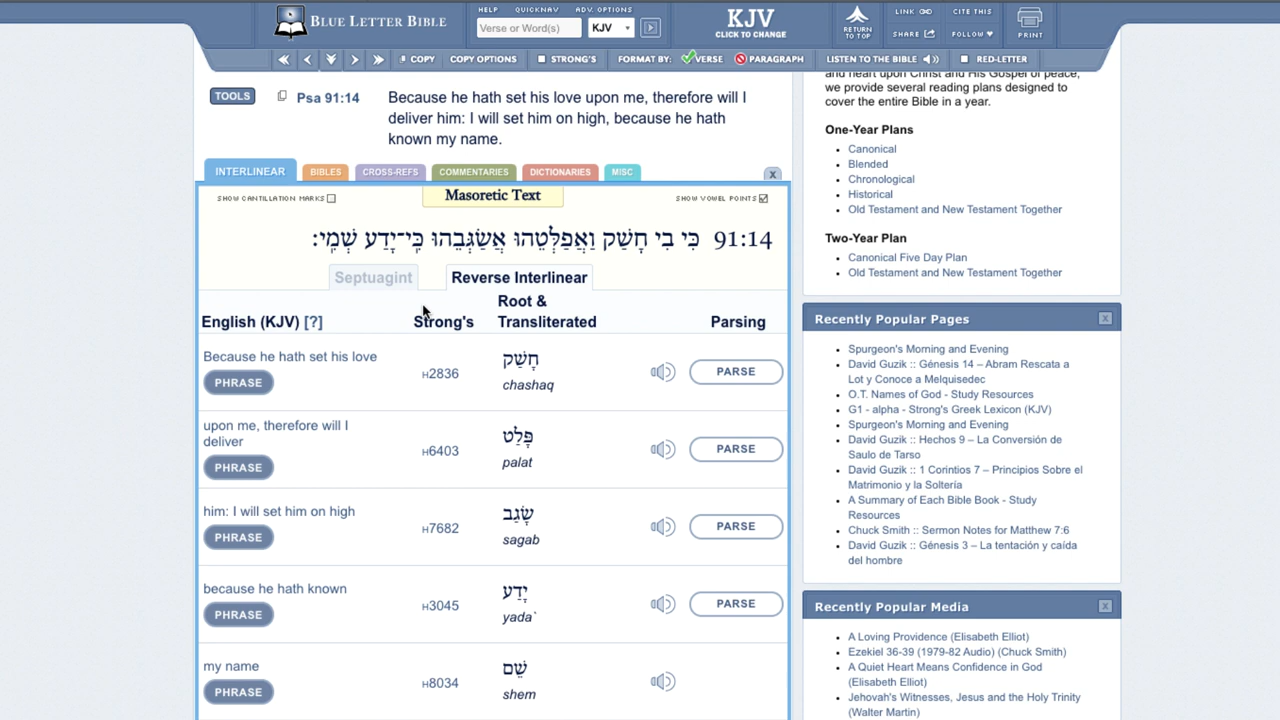 BLUE LETTER BIBLE
HELP QUICKNAV ADV. OPTIONS
Verse or Word(s)
KJV
KJV
CLICK TO CHANGE
RETURN
TO TOP
LINK
CITE THIS
SHARE
FOLLOW
PRINT
COPY
COPY OPTIONS
STRONG'S
FORMAT BY:
VERSE
PARAGRAPH
LISTEN TO THE BIBLE
RED-LETTER
TOOLS
Psa 91:14
Because he hath set his love upon me, therefore will I
deliver him: I will set him on high, because he hath
known my name.
INTERLINEAR
BIBLES
CROSS-REFS
COMMENTARIES
DICTIONARIES
MISC
X
SHOW CANTILLATION MARKS
Masoretic Text
SHOW VOWEL POINTS
91:14 כִּי בִי חָשַׁק וַאֲפַלְּטֵהוּ אֲשַׂגְּבֵהוּ כִּי־יָדַע שְׁמִי׃
Septuagint
Reverse Interlinear
English (KJV) [?]
Strong's
Root &
Transliterated
Parsing
Because he hath set his love
PHRASE
H2836
חָשַׁק
chashaq
PARSE
upon me, therefore will I
deliver
PHRASE
H6403
פָּלַט
palat
PARSE
him: I will set him on high
PHRASE
H7682
שָׂגַב
sagab
PARSE
because he hath known
PHRASE
H3045
יָדַע
yada`
PARSE
my name
PHRASE
H8034
שֵׁם
shem
and heart upon Christ and His Gospel of peace,
we provide several reading plans designed to
cover the entire Bible in a year.
One-Year Plans
Canonical
Blended
Chronological
Historical
Old Testament and New Testament Together
Two-Year Plan
Canonical Five Day Plan
Old Testament and New Testament Together
Recently Popular Pages
X
Spurgeon's Morning and Evening
David Guzik :: Génesis 14 – Abram Rescata a
Lot y Conoce a Melquisedec
O.T. Names of God - Study Resources
G1 - alpha - Strong's Greek Lexicon (KJV)
Spurgeon's Morning and Evening
David Guzik :: Hechos 9 – La Conversión de
Saulo de Tarso
David Guzik :: 1 Corintios 7 – Principios Sobre el
Matrimonio y la Soltería
A Summary of Each Bible Book - Study
Resources
Chuck Smith :: Sermon Notes for Matthew 7:6
David Guzik :: Génesis 3 – La tentación y caída
del hombre
Recently Popular Media
X
A Loving Providence (Elisabeth Elliot)
Ezekiel 36-39 (1979-82 Audio) (Chuck Smith)
A Quiet Heart Means Confidence in God
(Elisabeth Elliot)
Jehovah's Witnesses, Jesus and the Holy Trinity
(Walter Martin)